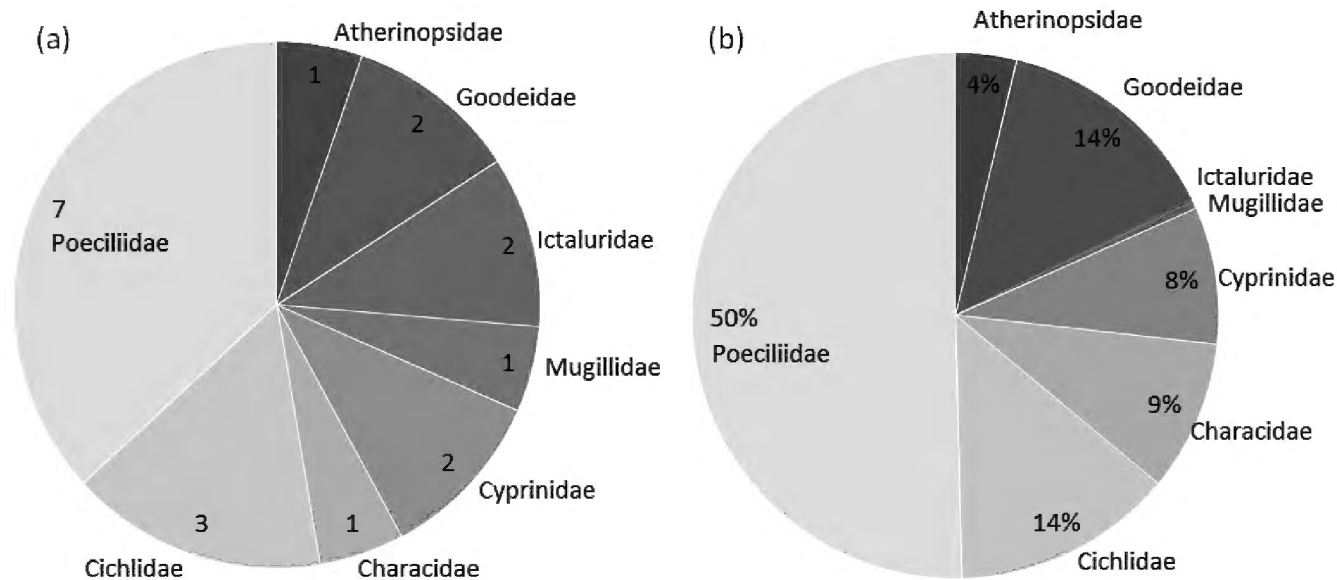 (a)
Atherinopsidae
1
Goodeidae
2
Ictaluridae
2
Mugillidae
1
Cyprinidae
2
Characidae
1
Cichlidae
3
7
Poeciliidae
(b)
Atherinopsidae
4%
Goodeidae
14%
Ictaluridae
Mugillidae
Cyprinidae
8%
Characidae
9%
Cichlidae
14%
50%
Poeciliidae